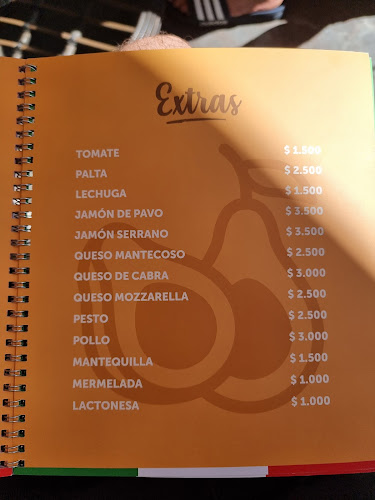 Extras
TOMATE $ 1.500
PALTA $ 2.500
LECHUGA $ 1.500
JAMÓN DE PAVO $ 3.500
JAMÓN SERRANO $ 3.500
QUESO MANTECOSO $ 2.500
QUESO DE CABRA $ 3.000
QUESO MOZZARELLA $ 2.500
PESTO $ 2.500
POLLO $ 3.000
MANTEQUILLA $ 1.500
MERMELADA $ 1.000
LACTONESA $ 1.000